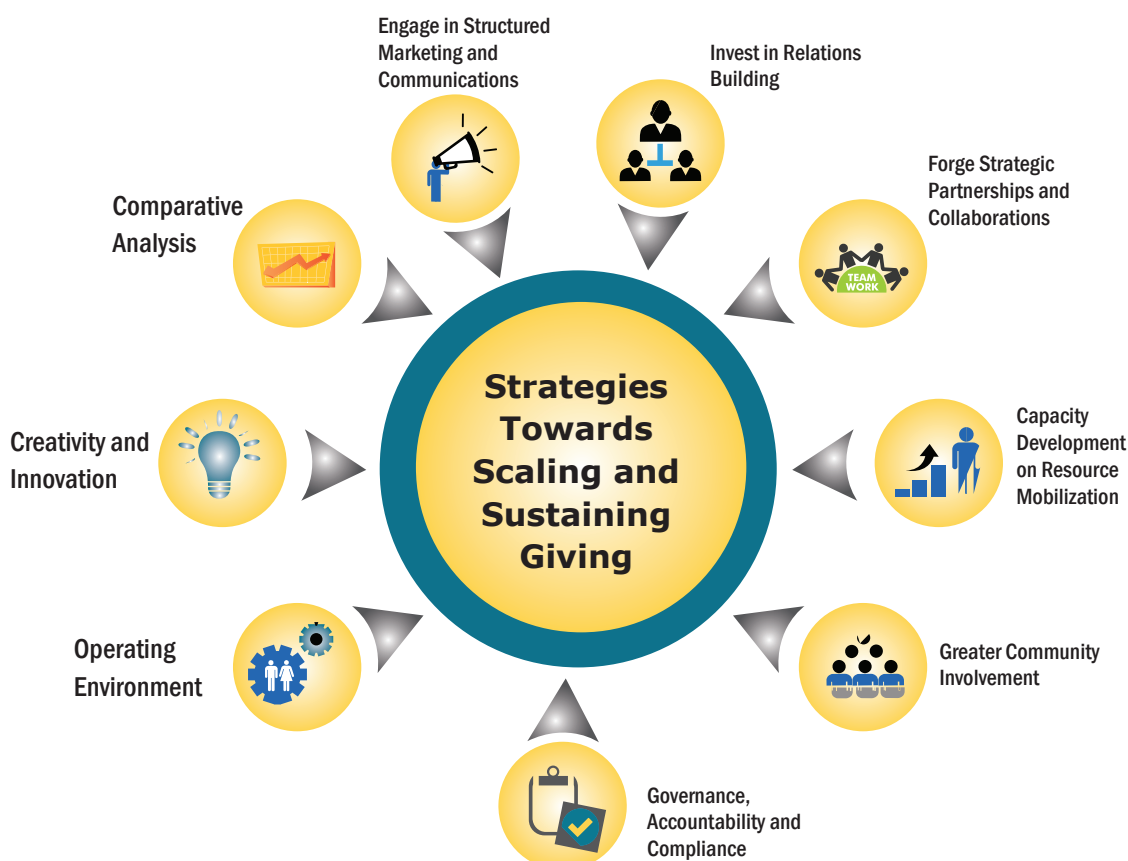 Engage in Structured
Marketing and
Communications
Invest in Relations
Building
Forge Strategic
Partnerships and
Collaborations
TEAM
WORK
Comparative
Analysis
Strategies
Towards
Scaling and
Sustaining
Giving
Creativity and
Innovation
Capacity
Development
on Resource
Mobilization
Operating
Environment
Greater Community
Involvement
Governance,
Accountability and
Compliance